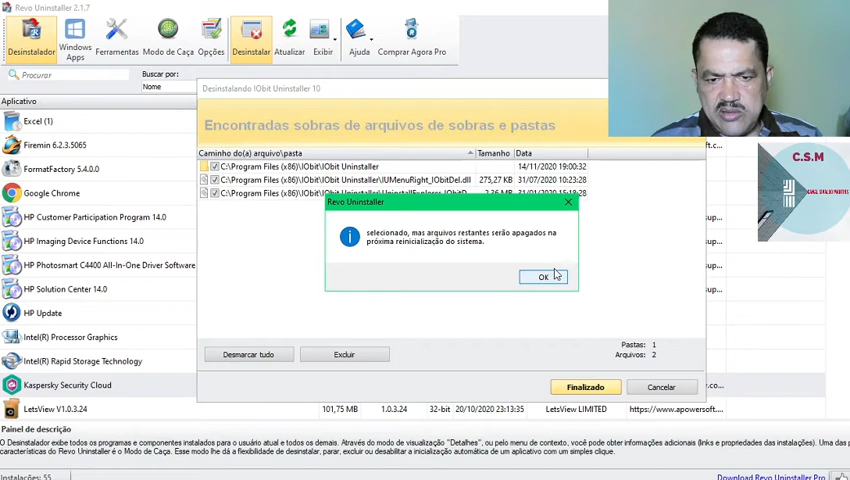 Revo Uninstaller 2.1.7
Desinstalador
Windows Apps
Ferramentas
Modo de Caça
Opções
Desinstalar
Atualizar
Exibir
Ajuda
Comprar Agora Pro
Procurar
Buscar por:
Nome
Aplicativo
Excel (1)
Firemin 6.2.3.5065
FormatFactory 5.4.0.0
Google Chrome
HP Customer Participation Program 14.0
HP Imaging Device Functions 14.0
HP Photosmart C4400 All-In-One Driver Software
HP Solution Center 14.0
HP Update
Intel(R) Processor Graphics
Intel(R) Rapid Storage Technology
Kaspersky Security Cloud
LetsView V1.0.3.24 101,75 MB 1.0.3.24 32-bit 20/10/2020 23:13:35 LetsView LIMITED https://www.apowersoft....
Desinstalando IObit Uninstaller 10
Encontradas sobras de arquivos de sobras e pastas
Caminho do(a) arquivo\pasta Tamanho Data
C:\Program Files (x86)\IObit\IObit Uninstaller 14/11/2020 19:00:32
C:\Program Files (x86)\IObit\IObit Uninstaller\IUMenuRight_IObitDel.dll 275,27 KB 31/07/2020 10:23:28
C:\Program Files (x86)\IObit\IObit Uninstaller\UninstallExplorer_IObitD...
Revo Uninstaller
selecionado, mas arquivos restantes serão apagados na
próxima reinicialização do sistema.
OK
Pastas: 1
Arquivos: 2
Desmarcar tudo
Excluir
Finalizado
Cancelar
C.S.M
Painel de descrição
O Desinstalador exibe todos os programas e componentes instalados para o usuário atual e todos os demais. Através do modo de visualização "Detalhes", ou pelo menu de contexto, você pode obter informações adicionais (links e propriedades das instalações). Uma das
características do Revo Uninstaller é o Modo de Caça. Esse modo lhe dá a flexibilidade de desinstalar, parar, excluir ou desabilitar a inicialização automática de um aplicativo com um simples clique.
Instalações: 55
Download Revo Uninstaller Pro